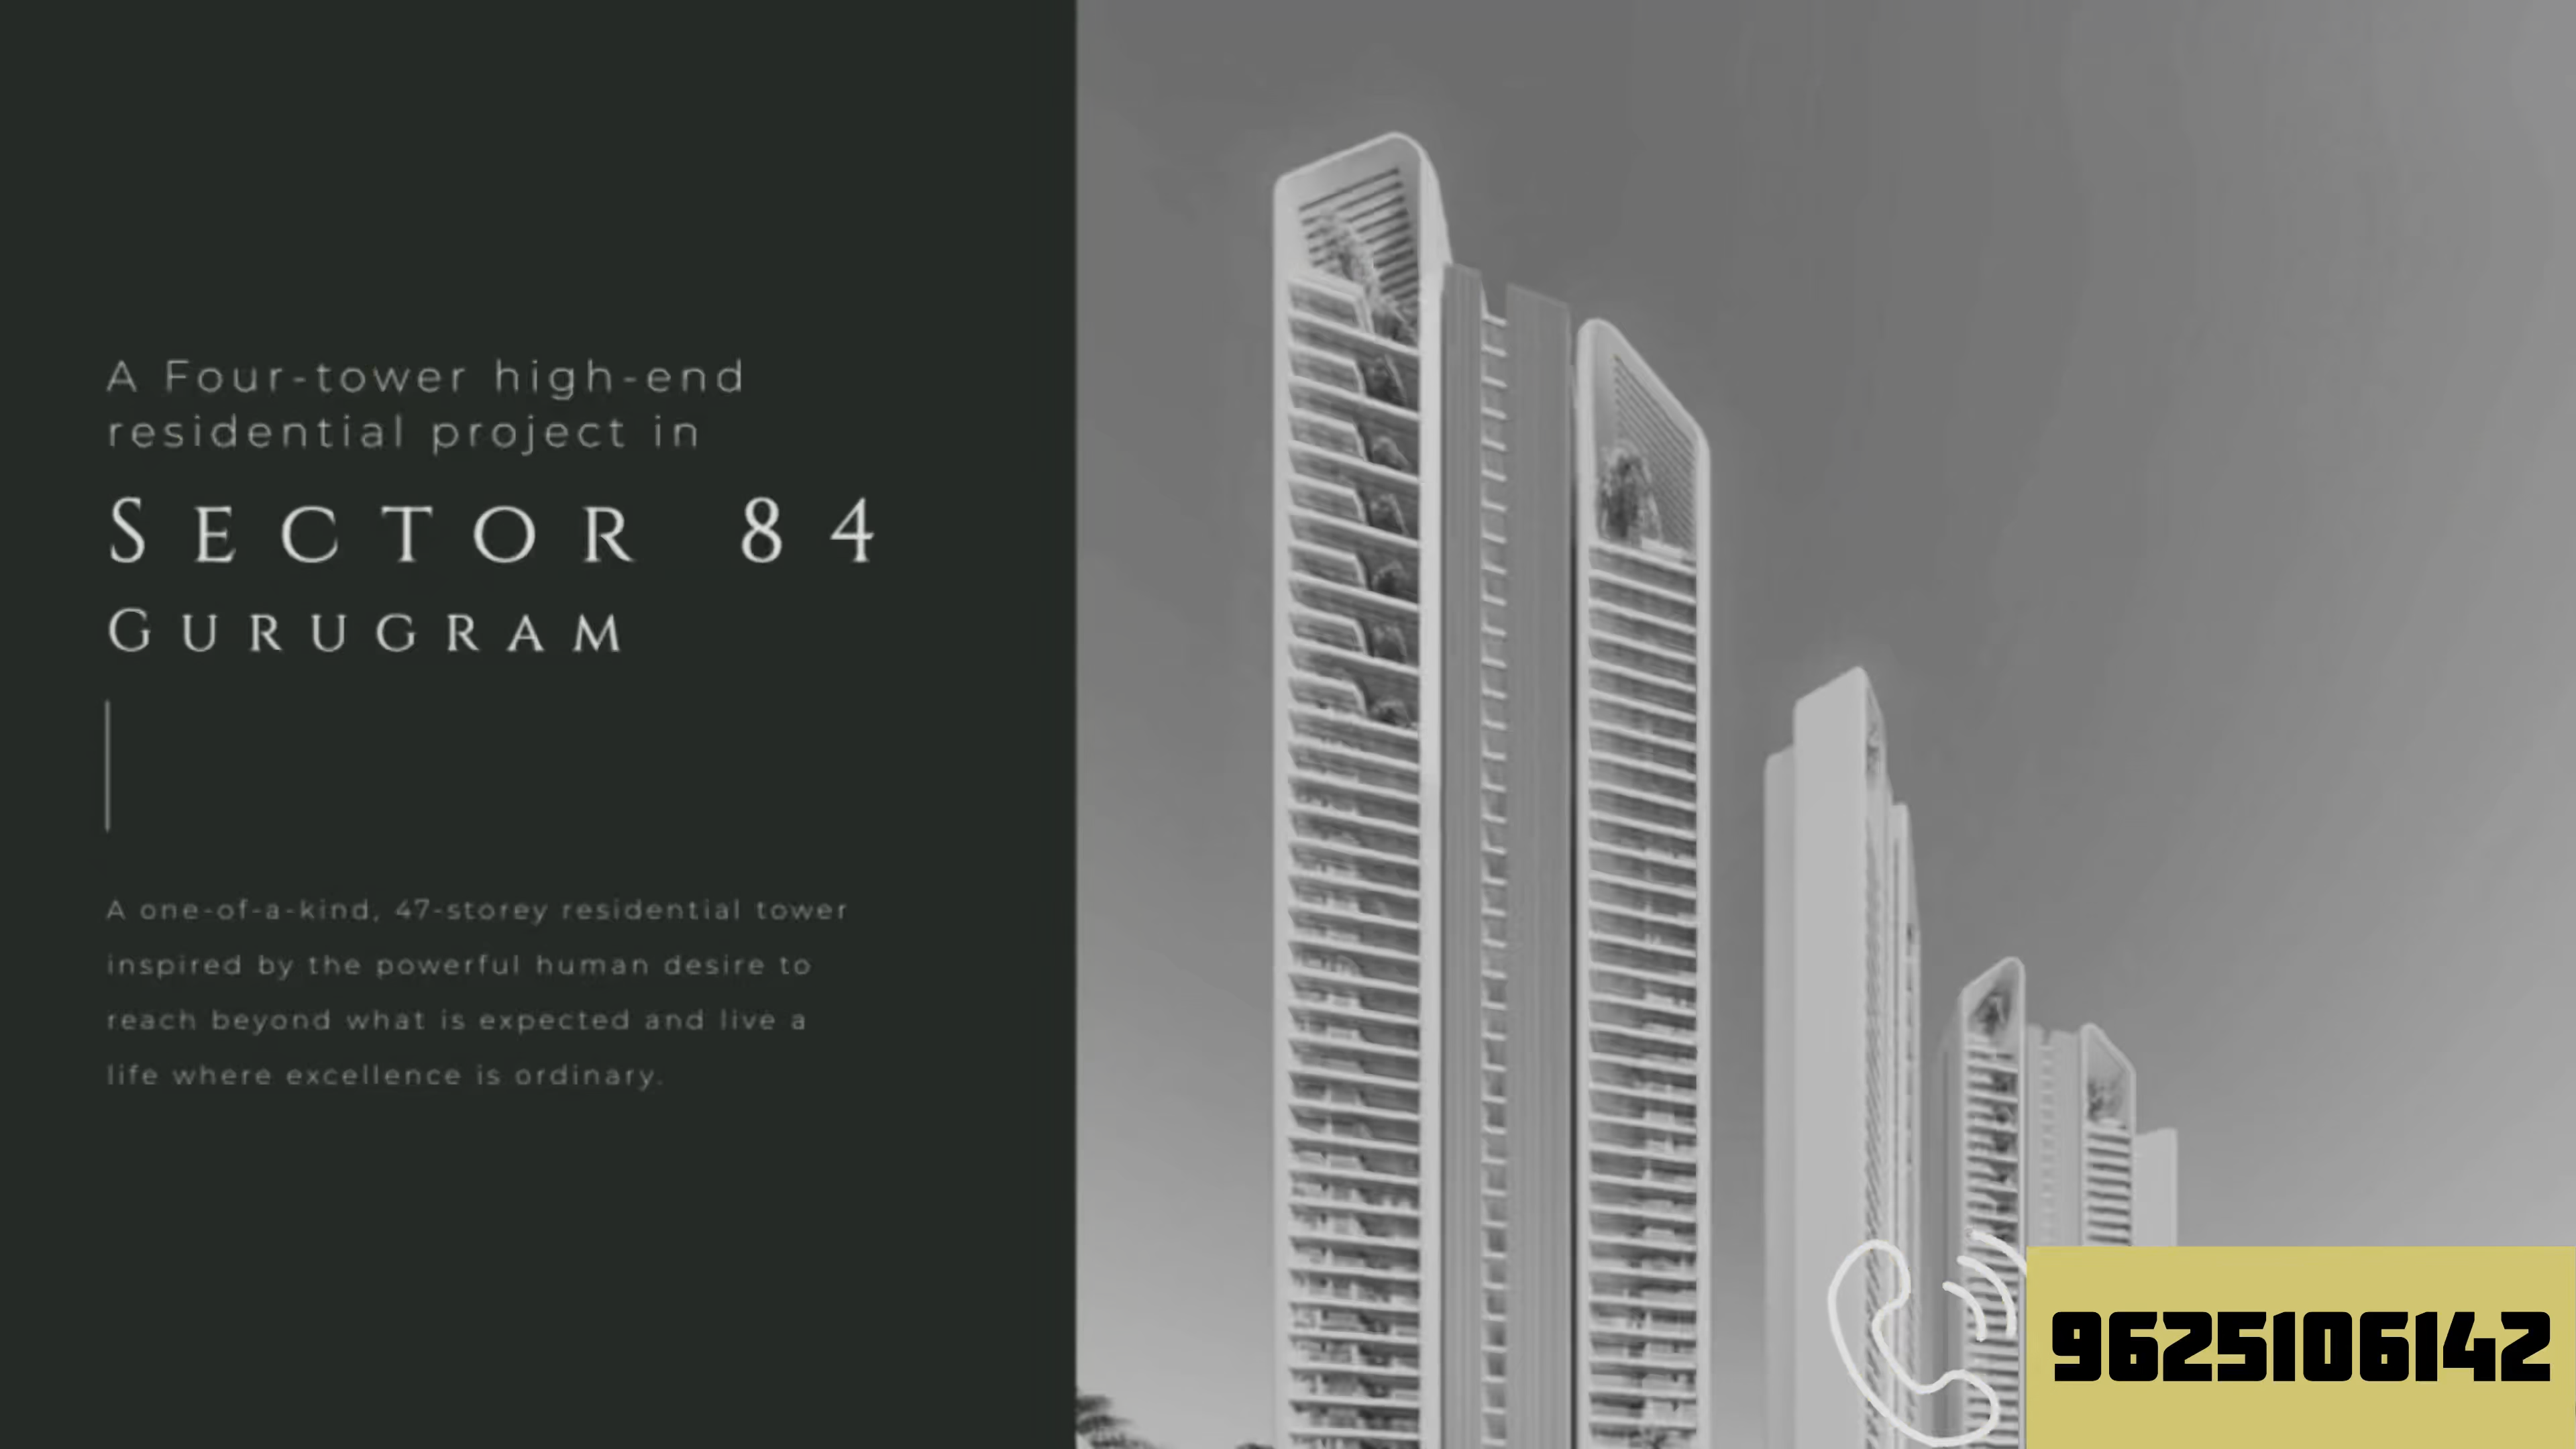 A Four-tower high-end
residential project in
SECTOR 84
GURUGRAM
A one-of-a-kind, 47-storey residential tower
inspired by the powerful human desire to
reach beyond what is expected and live a
life where excellence is ordinary.
9625106142